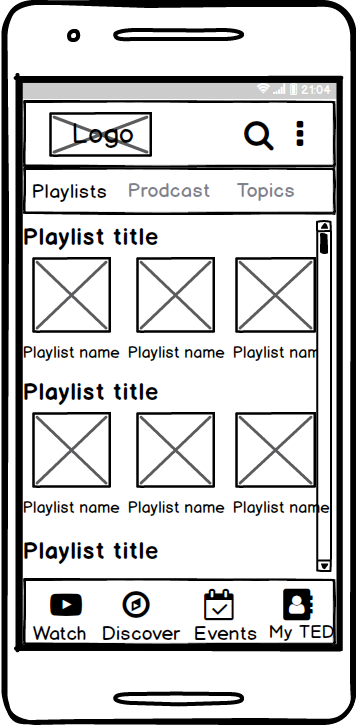 21:04
Logo
Playlists Prodcast Topics
Playlist title
Playlist name Playlist name Playlist nam
Playlist title
Playlist name Playlist name Playlist name
Playlist title
Watch Discover Events My TED